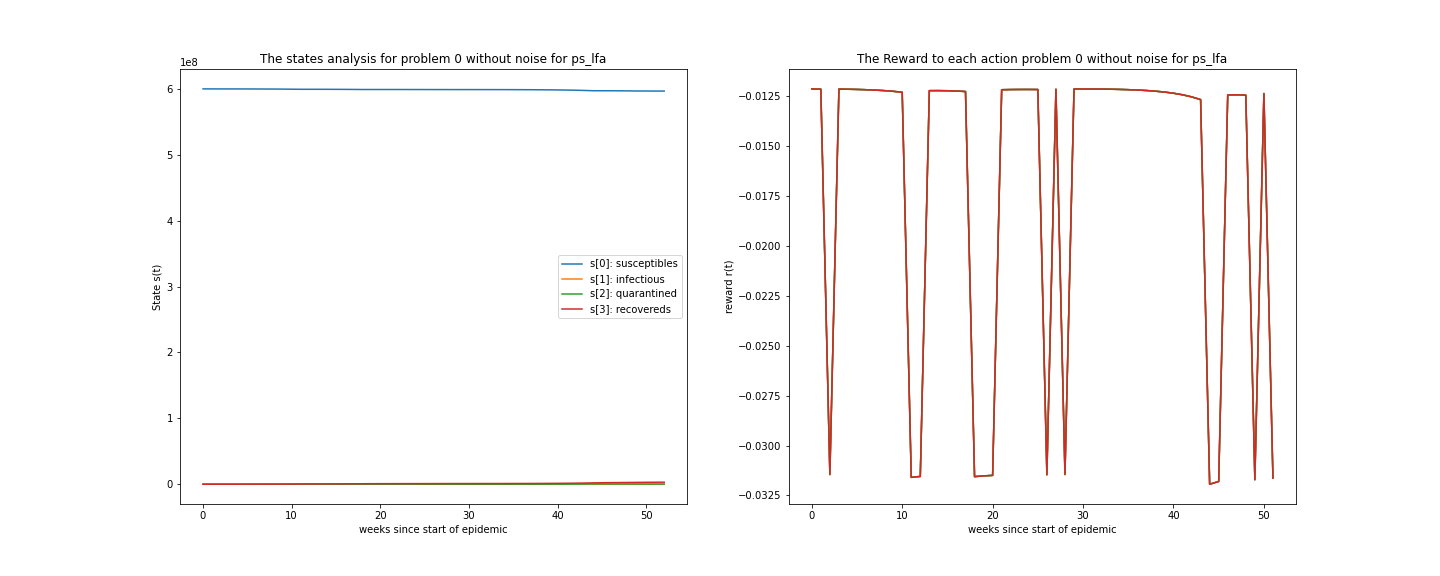 The states analysis for problem 0 without noise for ps_lfa
1e8
6
5
4
3
2
1
0
State s(t)
s[0]: susceptibles
s[1]: infectious
s[2]: quarantined
s[3]: recovereds
0 10 20 30 40 50
weeks since start of epidemic
The Reward to each action problem 0 without noise for ps_lfa
−0.0125
−0.0150
−0.0175
−0.0200
−0.0225
−0.0250
−0.0275
−0.0300
−0.0325
reward r(t)
0 10 20 30 40 50
weeks since start of epidemic